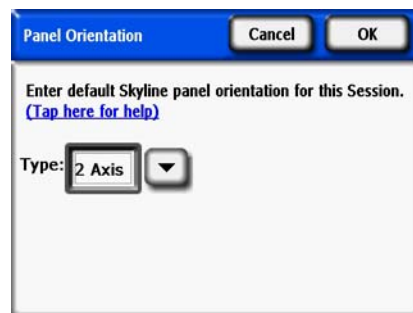 Panel Orientation Cancel OK
Enter default Skyline panel orientation for this Session.
(Tap here for help)
Type: 2 Axis